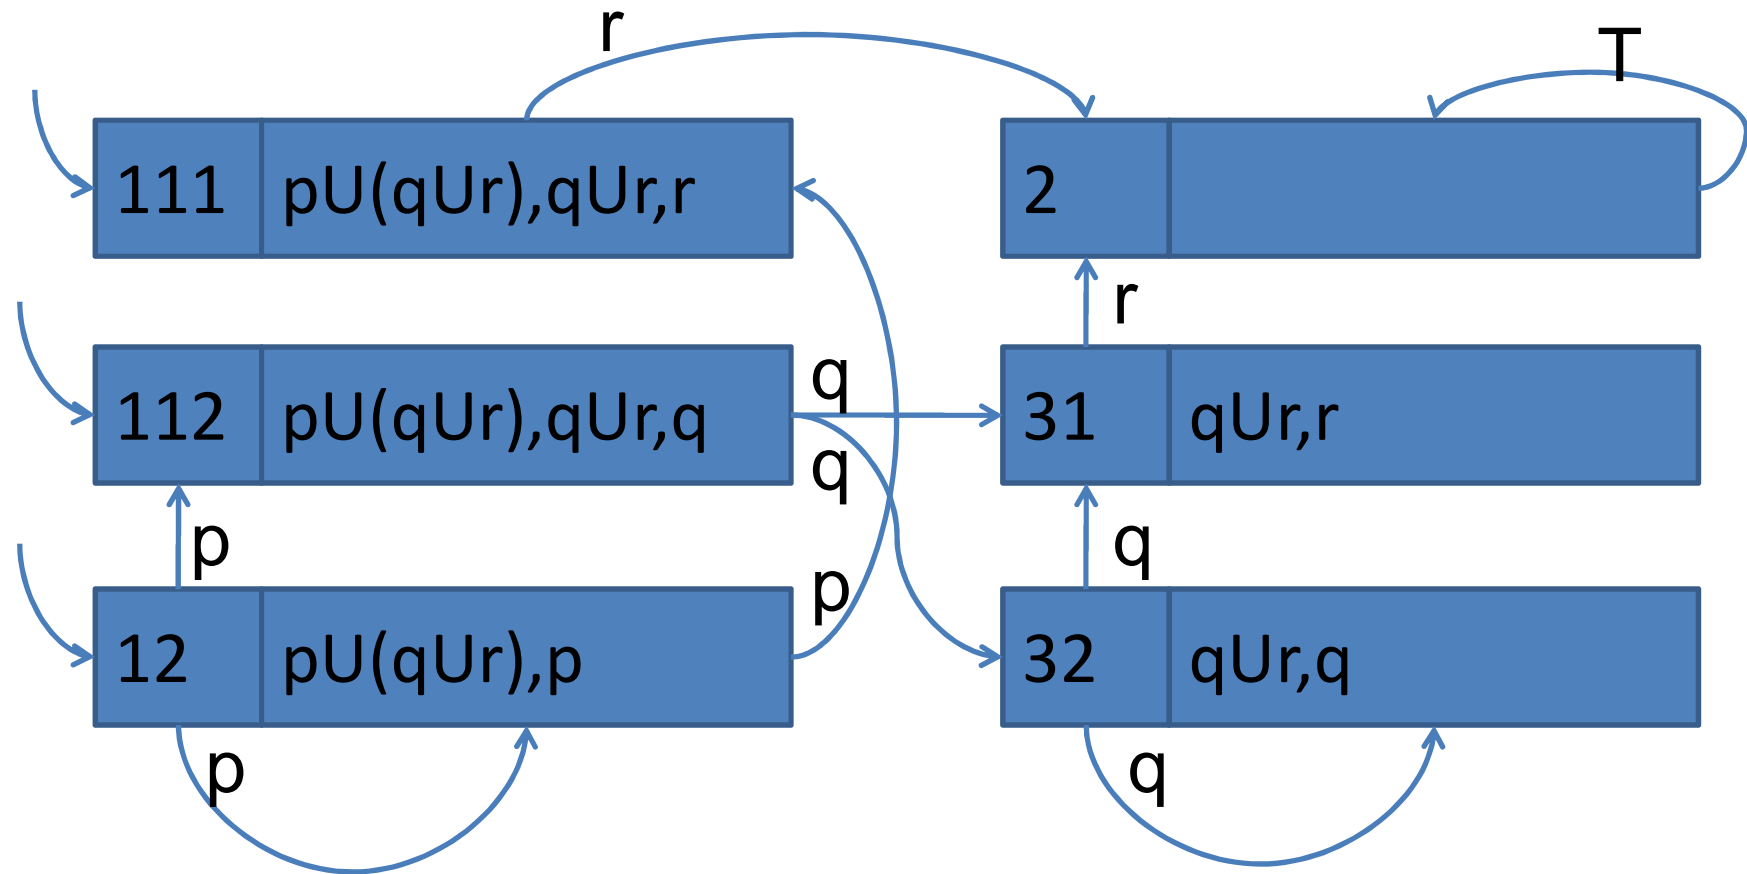 r
T
111 pU(qUr),qUr,r
2
r
q
112 pU(qUr),qUr,q
31 qUr,r
q
p
q
p
12 pU(qUr),p
32 qUr,q
p
q